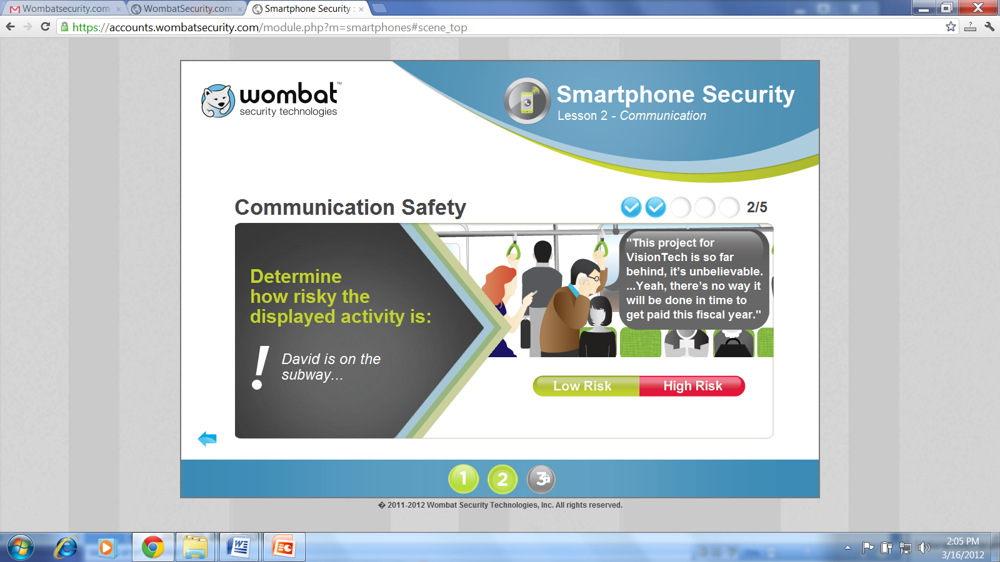 Wombatsecurity.com
WombatSecurity.com
Smartphone Security :
https://accounts.wombatsecurity.com/module.php?m=smartphones#scene_top
wombat™
security technologies
Smartphone Security
Lesson 2 - Communication
Communication Safety
2/5
Determine
how risky the
displayed activity is:
!
David is on the
subway...
"This project for
VisionTech is so far
behind, it's unbelievable.
...Yeah, there's no way it
will be done in time to
get paid this fiscal year."
Low Risk
High Risk
1
2
3
� 2011-2012 Wombat Security Technologies, Inc. All rights reserved.
2:05 PM
3/16/2012